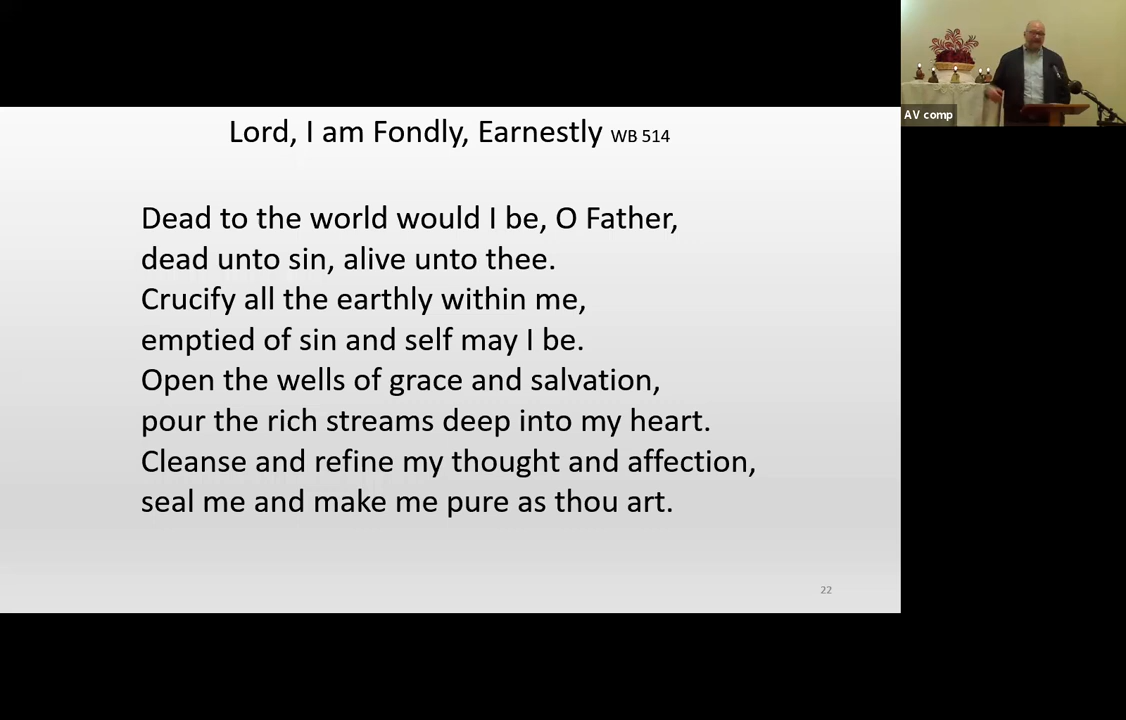 Lord, I am Fondly, Earnestly WB 514
Dead to the world would I be, O Father,
dead unto sin, alive unto thee.
Crucify all the earthly within me,
emptied of sin and self may I be.
Open the wells of grace and salvation,
pour the rich streams deep into my heart.
Cleanse and refine my thought and affection,
seal me and make me pure as thou art.
22
AV comp